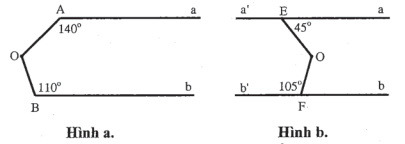 A a a' E a
140° 45°
O O
110° b b' 105° b
B F
Hình a. Hình b.